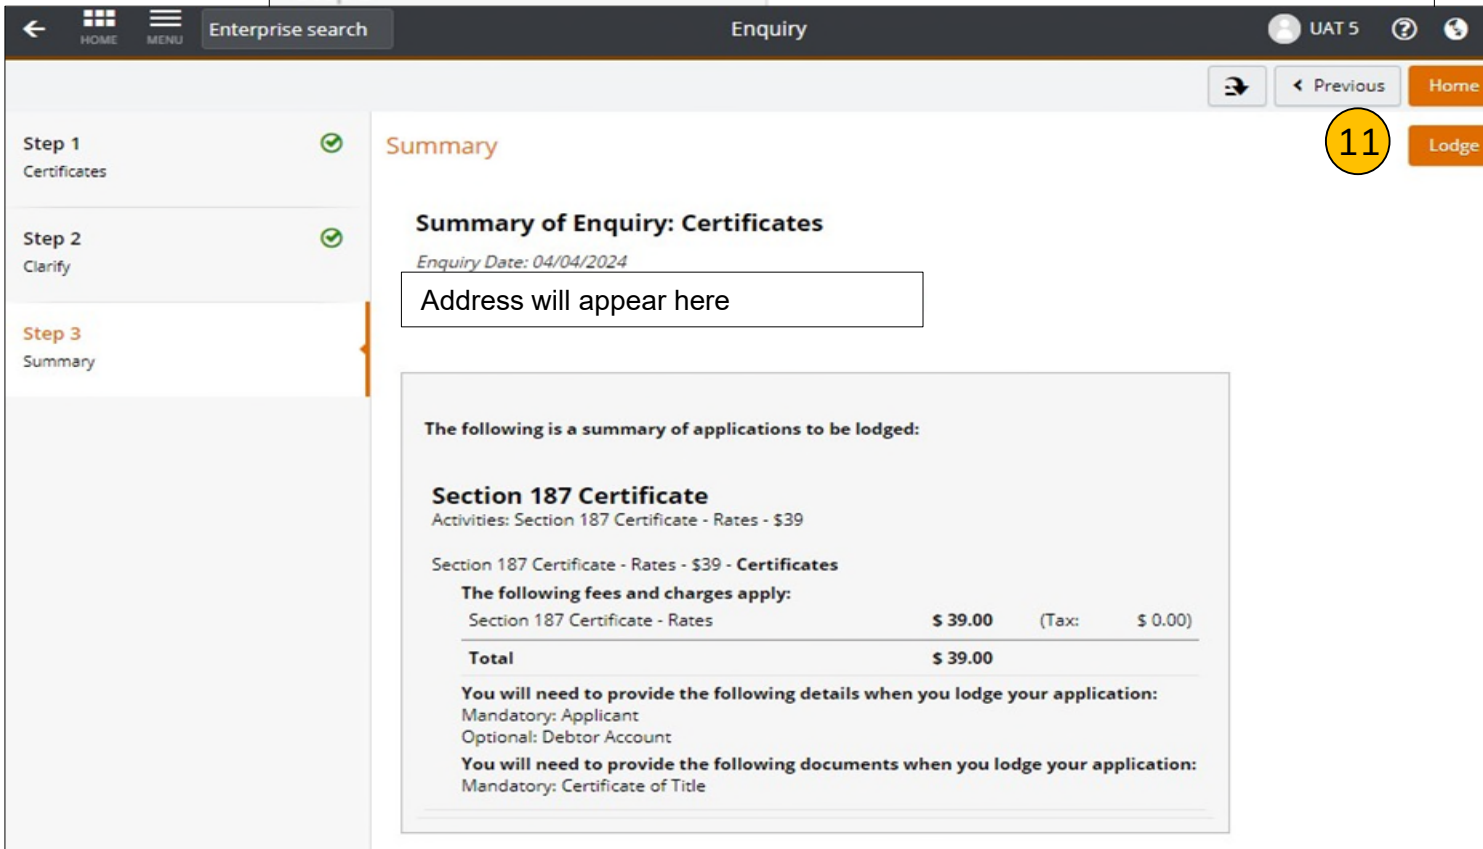 HOME
MENU
Enterprise search
Enquiry
UAT 5
?
Previous
Home
Step 1
Certificates
Summary
11
Lodge
Step 2
Clarify
Summary of Enquiry: Certificates
Enquiry Date: 04/04/2024
Address will appear here
Step 3
Summary
The following is a summary of applications to be lodged:
Section 187 Certificate
Activities: Section 187 Certificate - Rates - $39
Section 187 Certificate - Rates - $39 - Certificates
The following fees and charges apply:
Section 187 Certificate - Rates $ 39.00 (Tax: $ 0.00)
Total $ 39.00
You will need to provide the following details when you lodge your application:
Mandatory: Applicant
Optional: Debtor Account
You will need to provide the following documents when you lodge your application:
Mandatory: Certificate of Title